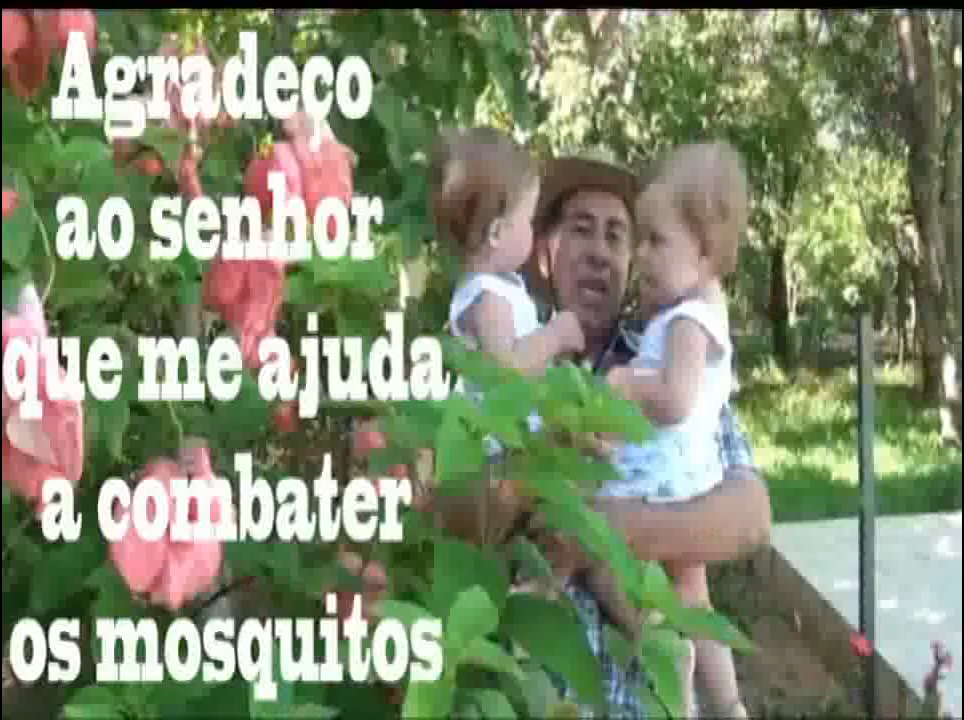 Agradeço
ao senhor
que me ajuda
a combater
os mosquitos